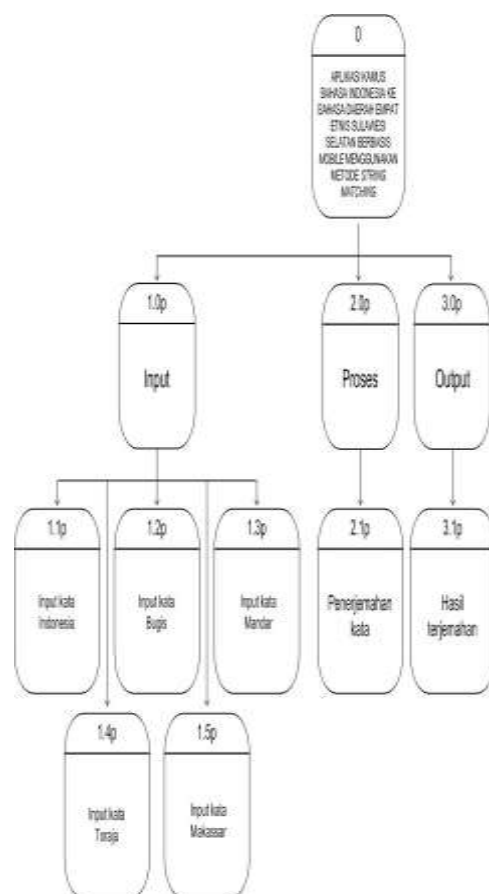 0
APLIKASI KAMUS
BAHASA INDONESIA KE
BAHASA DAERAH EMPAT
ETNIS SULAWESI
SELATAN BERBASIS
MOBILE MENGGUNAKAN
METODE STRING
MATCHING
1.0p
Input
2.0p
Proses
3.0p
Output
1.1p
Input kata
Indonesia
1.2p
Input kata
Bugis
1.3p
Input kata
Mandar
2.1p
Penerjemahan
kata
3.1p
Hasil
terjemahan
1.4p
Input kata
Toraja
1.5p
Input kata
Makassar